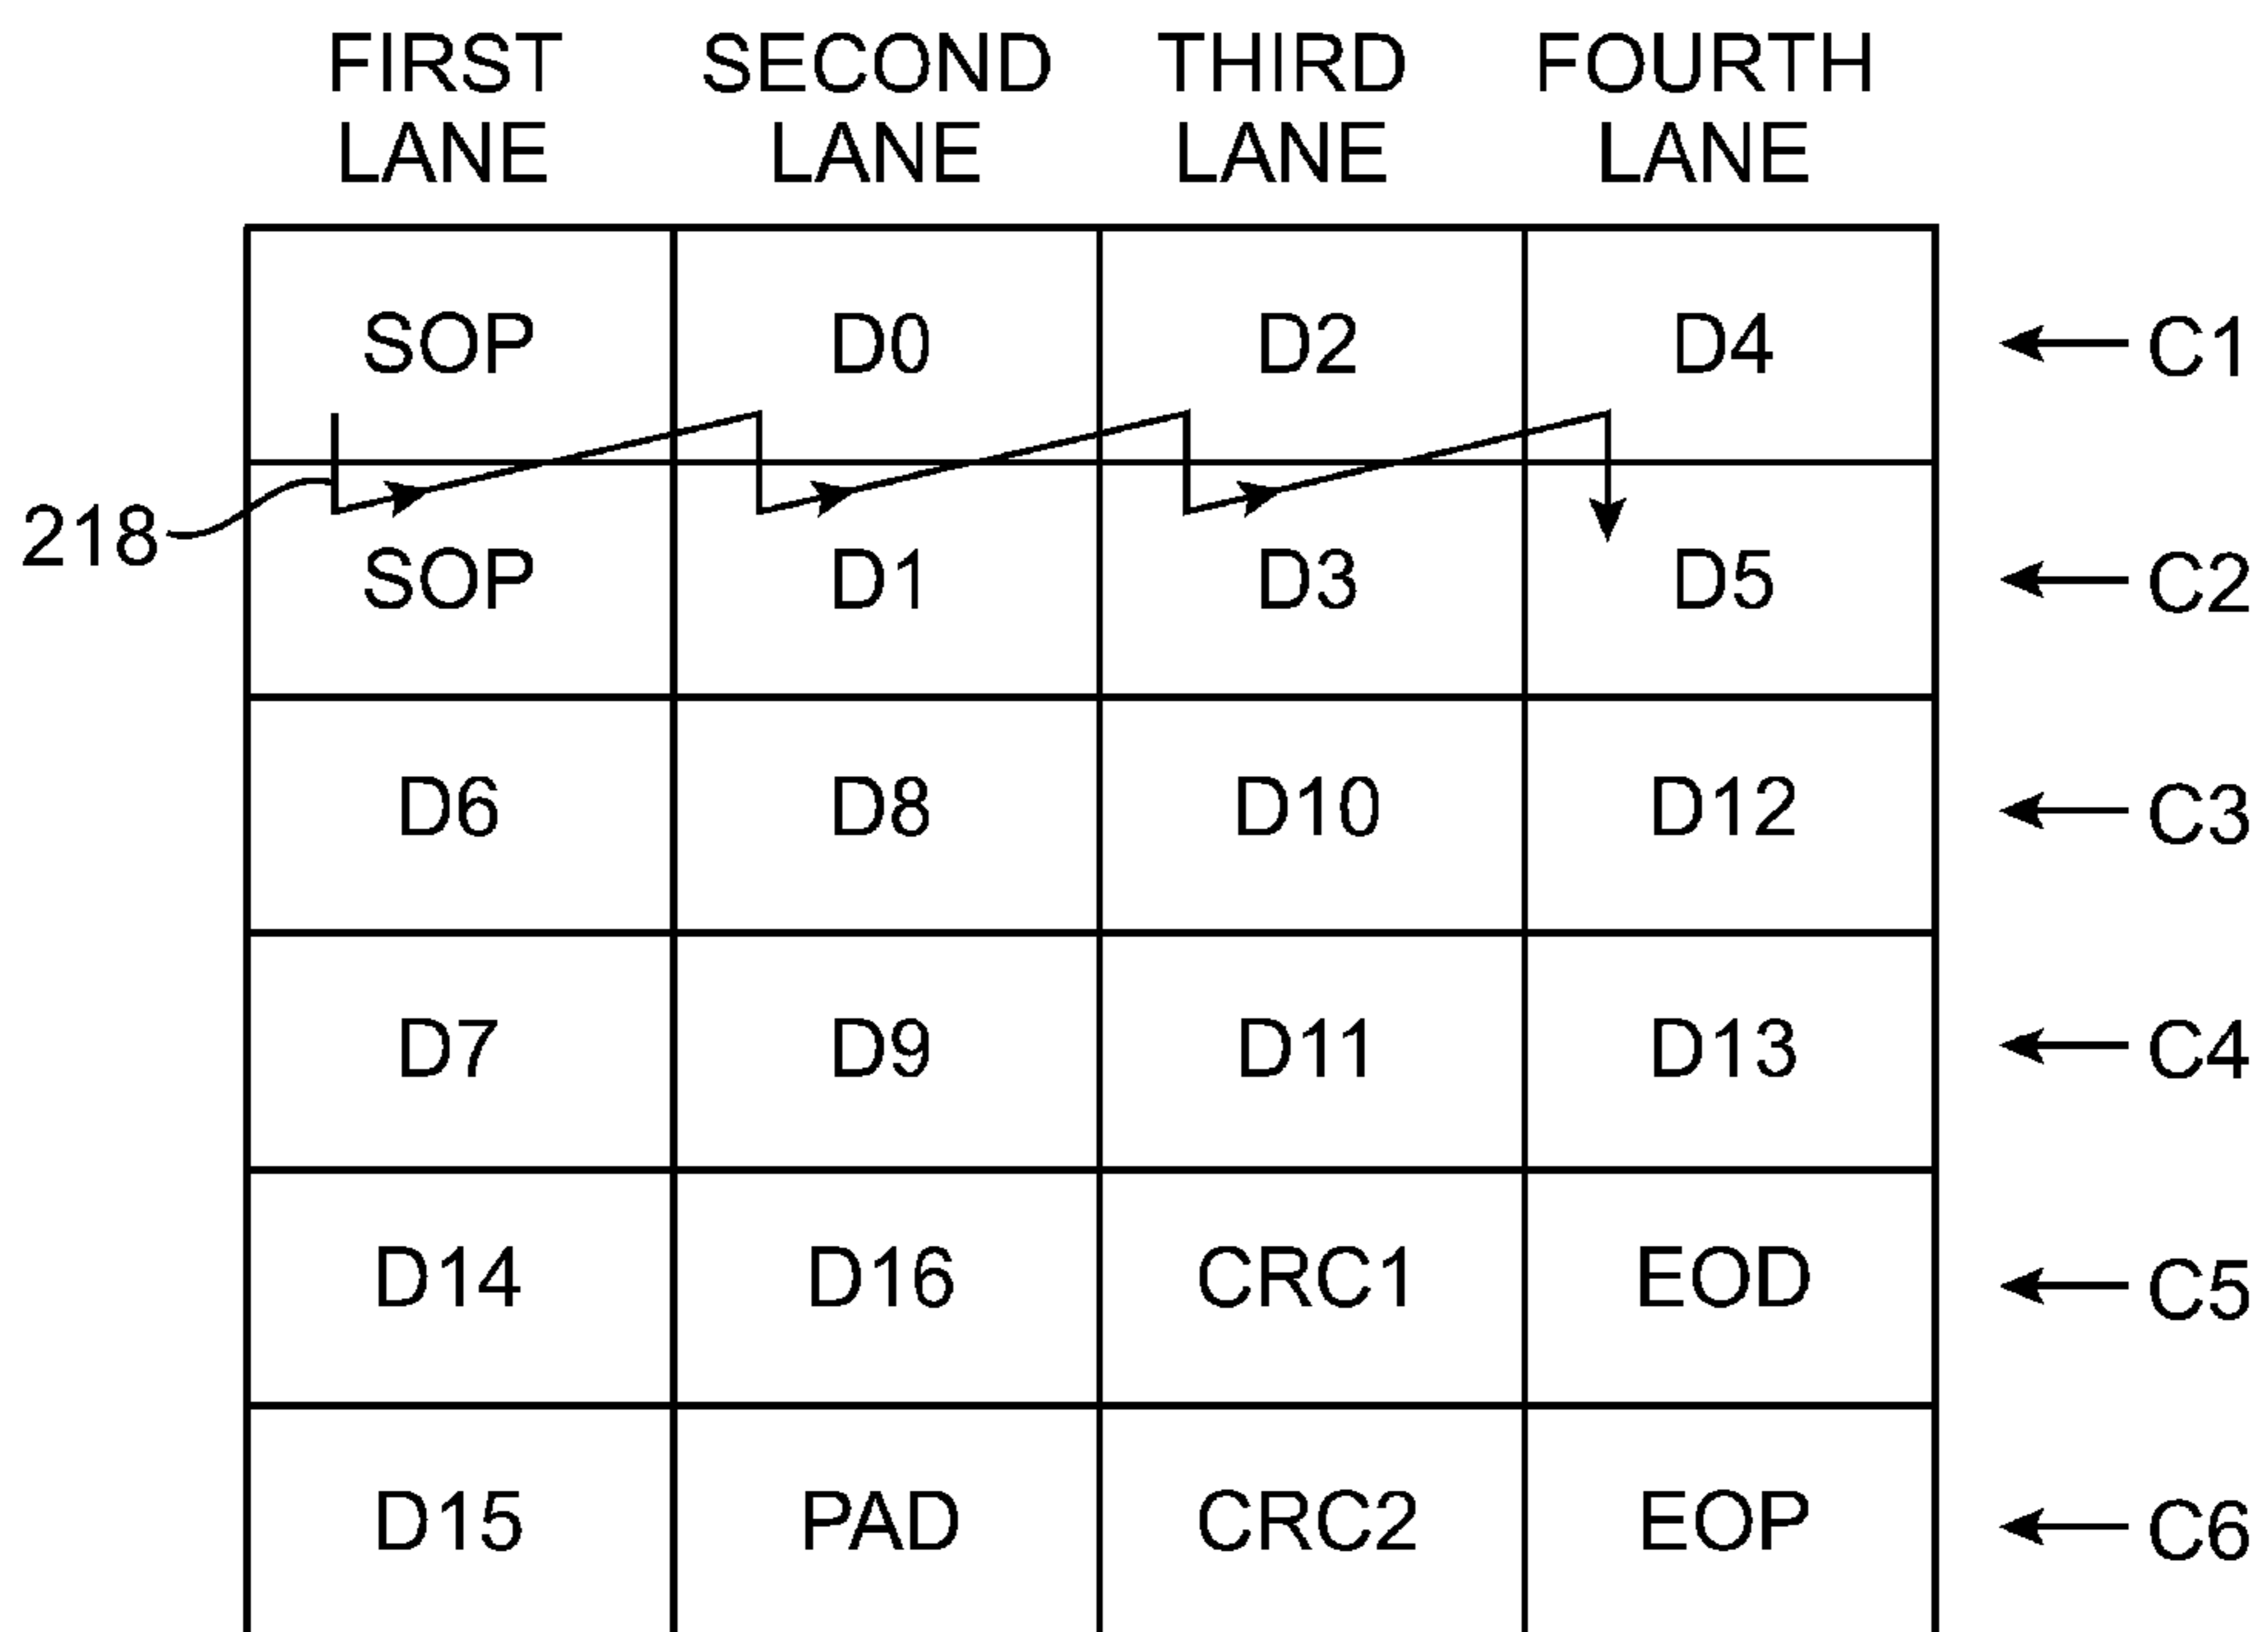 FIRST LANE SECOND LANE THIRD LANE FOURTH LANE
SOP D0 D2 D4 C1
218
SOP D1 D3 D5 C2
D6 D8 D10 D12 C3
D7 D9 D11 D13 C4
D14 D16 CRC1 EOD C5
D15 PAD CRC2 EOP C6